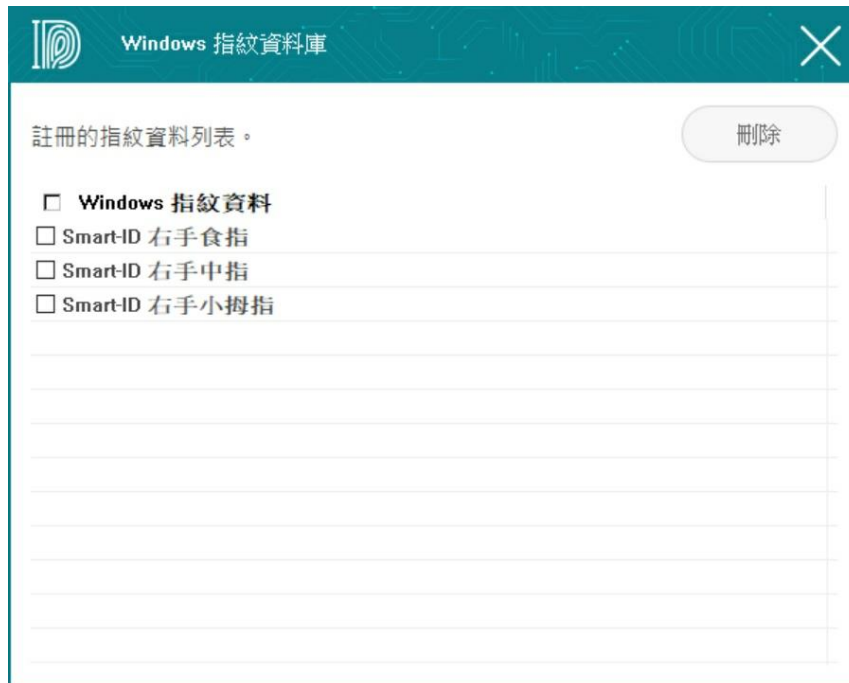 Windows 指紋資料庫
註冊的指紋資料列表。
刪除
Windows 指紋資料
Smart-ID 右手食指
Smart-ID 右手中指
Smart-ID 右手小拇指